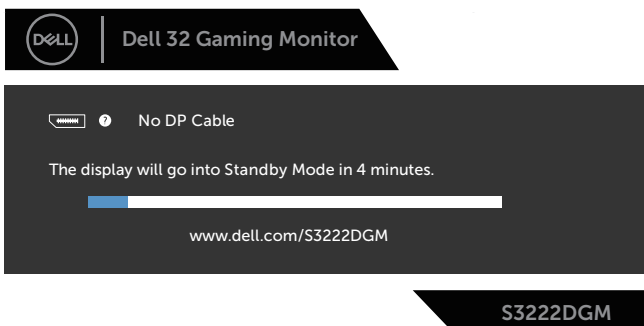 DELL
Dell 32 Gaming Monitor
? No DP Cable
The display will go into Standby Mode in 4 minutes.
www.dell.com/S3222DGM
S3222DGM